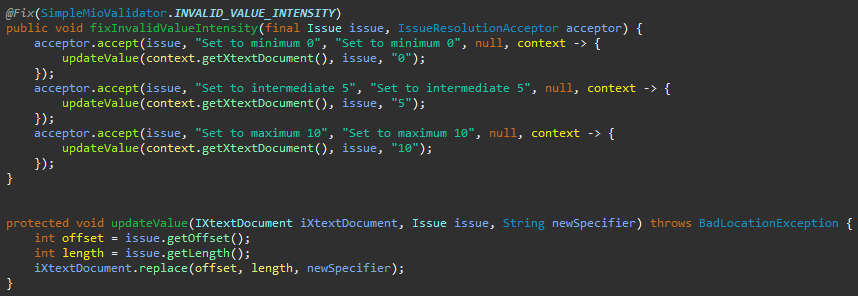 @Fix(SimpleMioValidator.INVALID_VALUE_INTENSITY)
public void fixInvalidValueIntensity(final Issue issue, IssueResolutionAcceptor acceptor) {
    acceptor.accept(issue, "Set to minimum 0", "Set to minimum 0", null, context -> {
        updateValue(context.getXtextDocument(), issue, "0");
    });
    acceptor.accept(issue, "Set to intermediate 5", "Set to intermediate 5", null, context -> {
        updateValue(context.getXtextDocument(), issue, "5");
    });
    acceptor.accept(issue, "Set to maximum 10", "Set to maximum 10", null, context -> {
        updateValue(context.getXtextDocument(), issue, "10");
    });
}
protected void updateValue(IXtextDocument iXtextDocument, Issue issue, String newSpecifier) throws BadLocationException {
    int offset = issue.getOffset();
    int length = issue.getLength();
    iXtextDocument.replace(offset, length, newSpecifier);
}